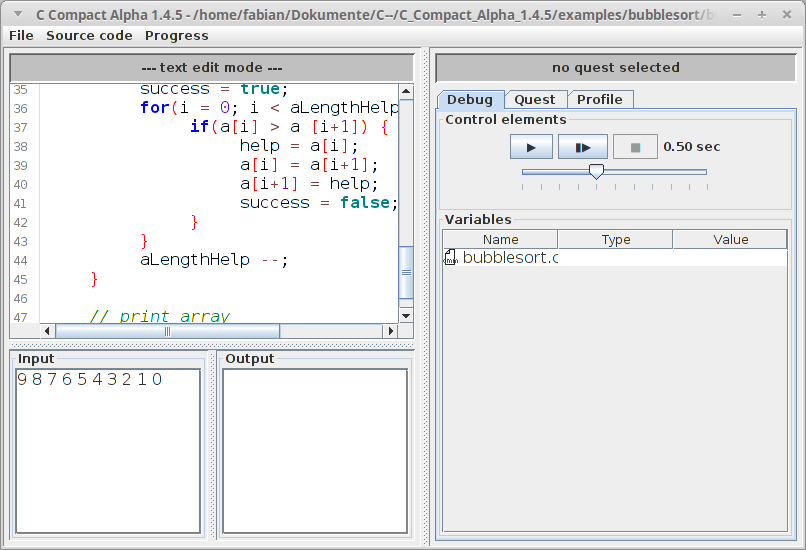 C Compact Alpha 1.4.5 - /home/fabian/Dokumente/C--/C_Compact_Alpha_1.4.5/examples/bubblesort/b
File Source code Progress
--- text edit mode ---
35 success = true;
36 for(i = 0; i < aLengthHelp
37 if(a[i] > a [i+1]) {
38 help = a[i];
39 a[i] = a[i+1];
40 a[i+1] = help;
41 success = false;
42 }
43 }
44 aLengthHelp --;
45 }
46
47 // print array
Input
9 8 7 6 5 4 3 2 1 0
Output
no quest selected
Debug Quest Profile
Control elements
0.50 sec
Variables
Name Type Value
bubblesort.c